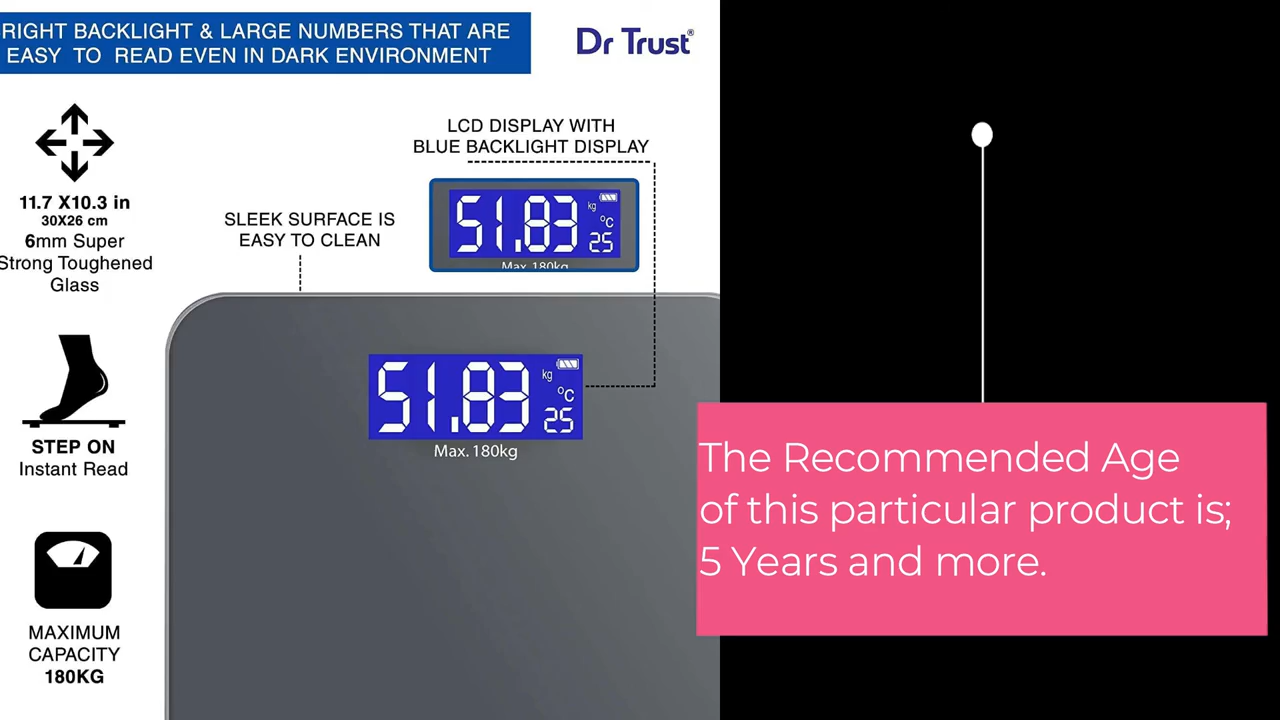 RIGHT BACKLIGHT & LARGE NUMBERS THAT ARE
EASY TO READ EVEN IN DARK ENVIRONMENT
Dr Trust®
LCD DISPLAY WITH
BLUE BACKLIGHT DISPLAY
11.7 X10.3 in
30X26 cm
6mm Super
Strong Toughened
Glass
SLEEK SURFACE IS
EASY TO CLEAN
51.83
kg
°C
25
Max. 180kg
51.83
kg
°C
25
Max. 180kg
STEP ON
Instant Read
MAXIMUM
CAPACITY
180KG
The Recommended Age
of this particular product is;
5 Years and more.